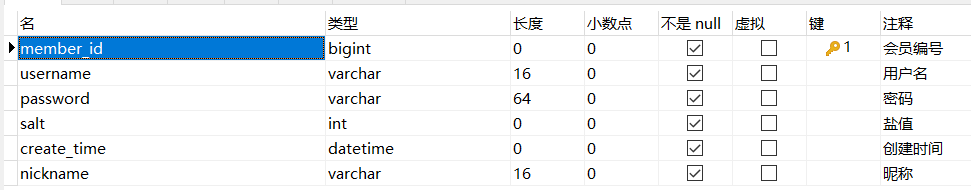 名 类型 长度 小数点 不是 null 虚拟 键 注释
member_id bigint 0 0 1 会员编号
username varchar 16 0 用户名
password varchar 64 0 密码
salt int 0 0 盐值
create_time datetime 0 0 创建时间
nickname varchar 16 0 昵称